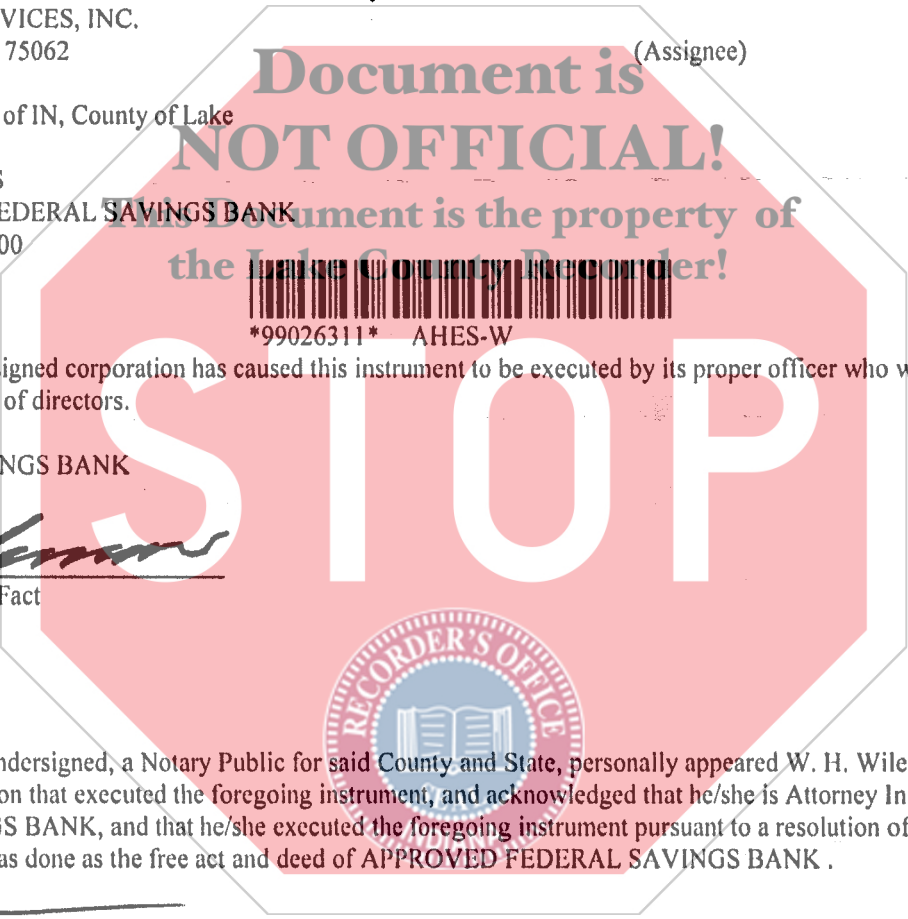 VICES, INC.
75062 (Assignee)
Document is
of IN, County of Lake
NOT OFFICIAL!
EDERAL SAVINGS BANK
This Document is the property of
00
the Lake County Recorder!
*99026311* AHES-W
signed corporation has caused this instrument to be executed by its proper officer who w
of directors.
NGS BANK
STOP
Fact
RECORDER'S OFFICE
ndersigned, a Notary Public for said County and State, personally appeared W. H. Wile
on that executed the foregoing instrument, and acknowledged that he/she is Attorney In
GS BANK, and that he/she executed the foregoing instrument pursuant to a resolution of
as done as the free act and deed of APPROVED FEDERAL SAVINGS BANK .